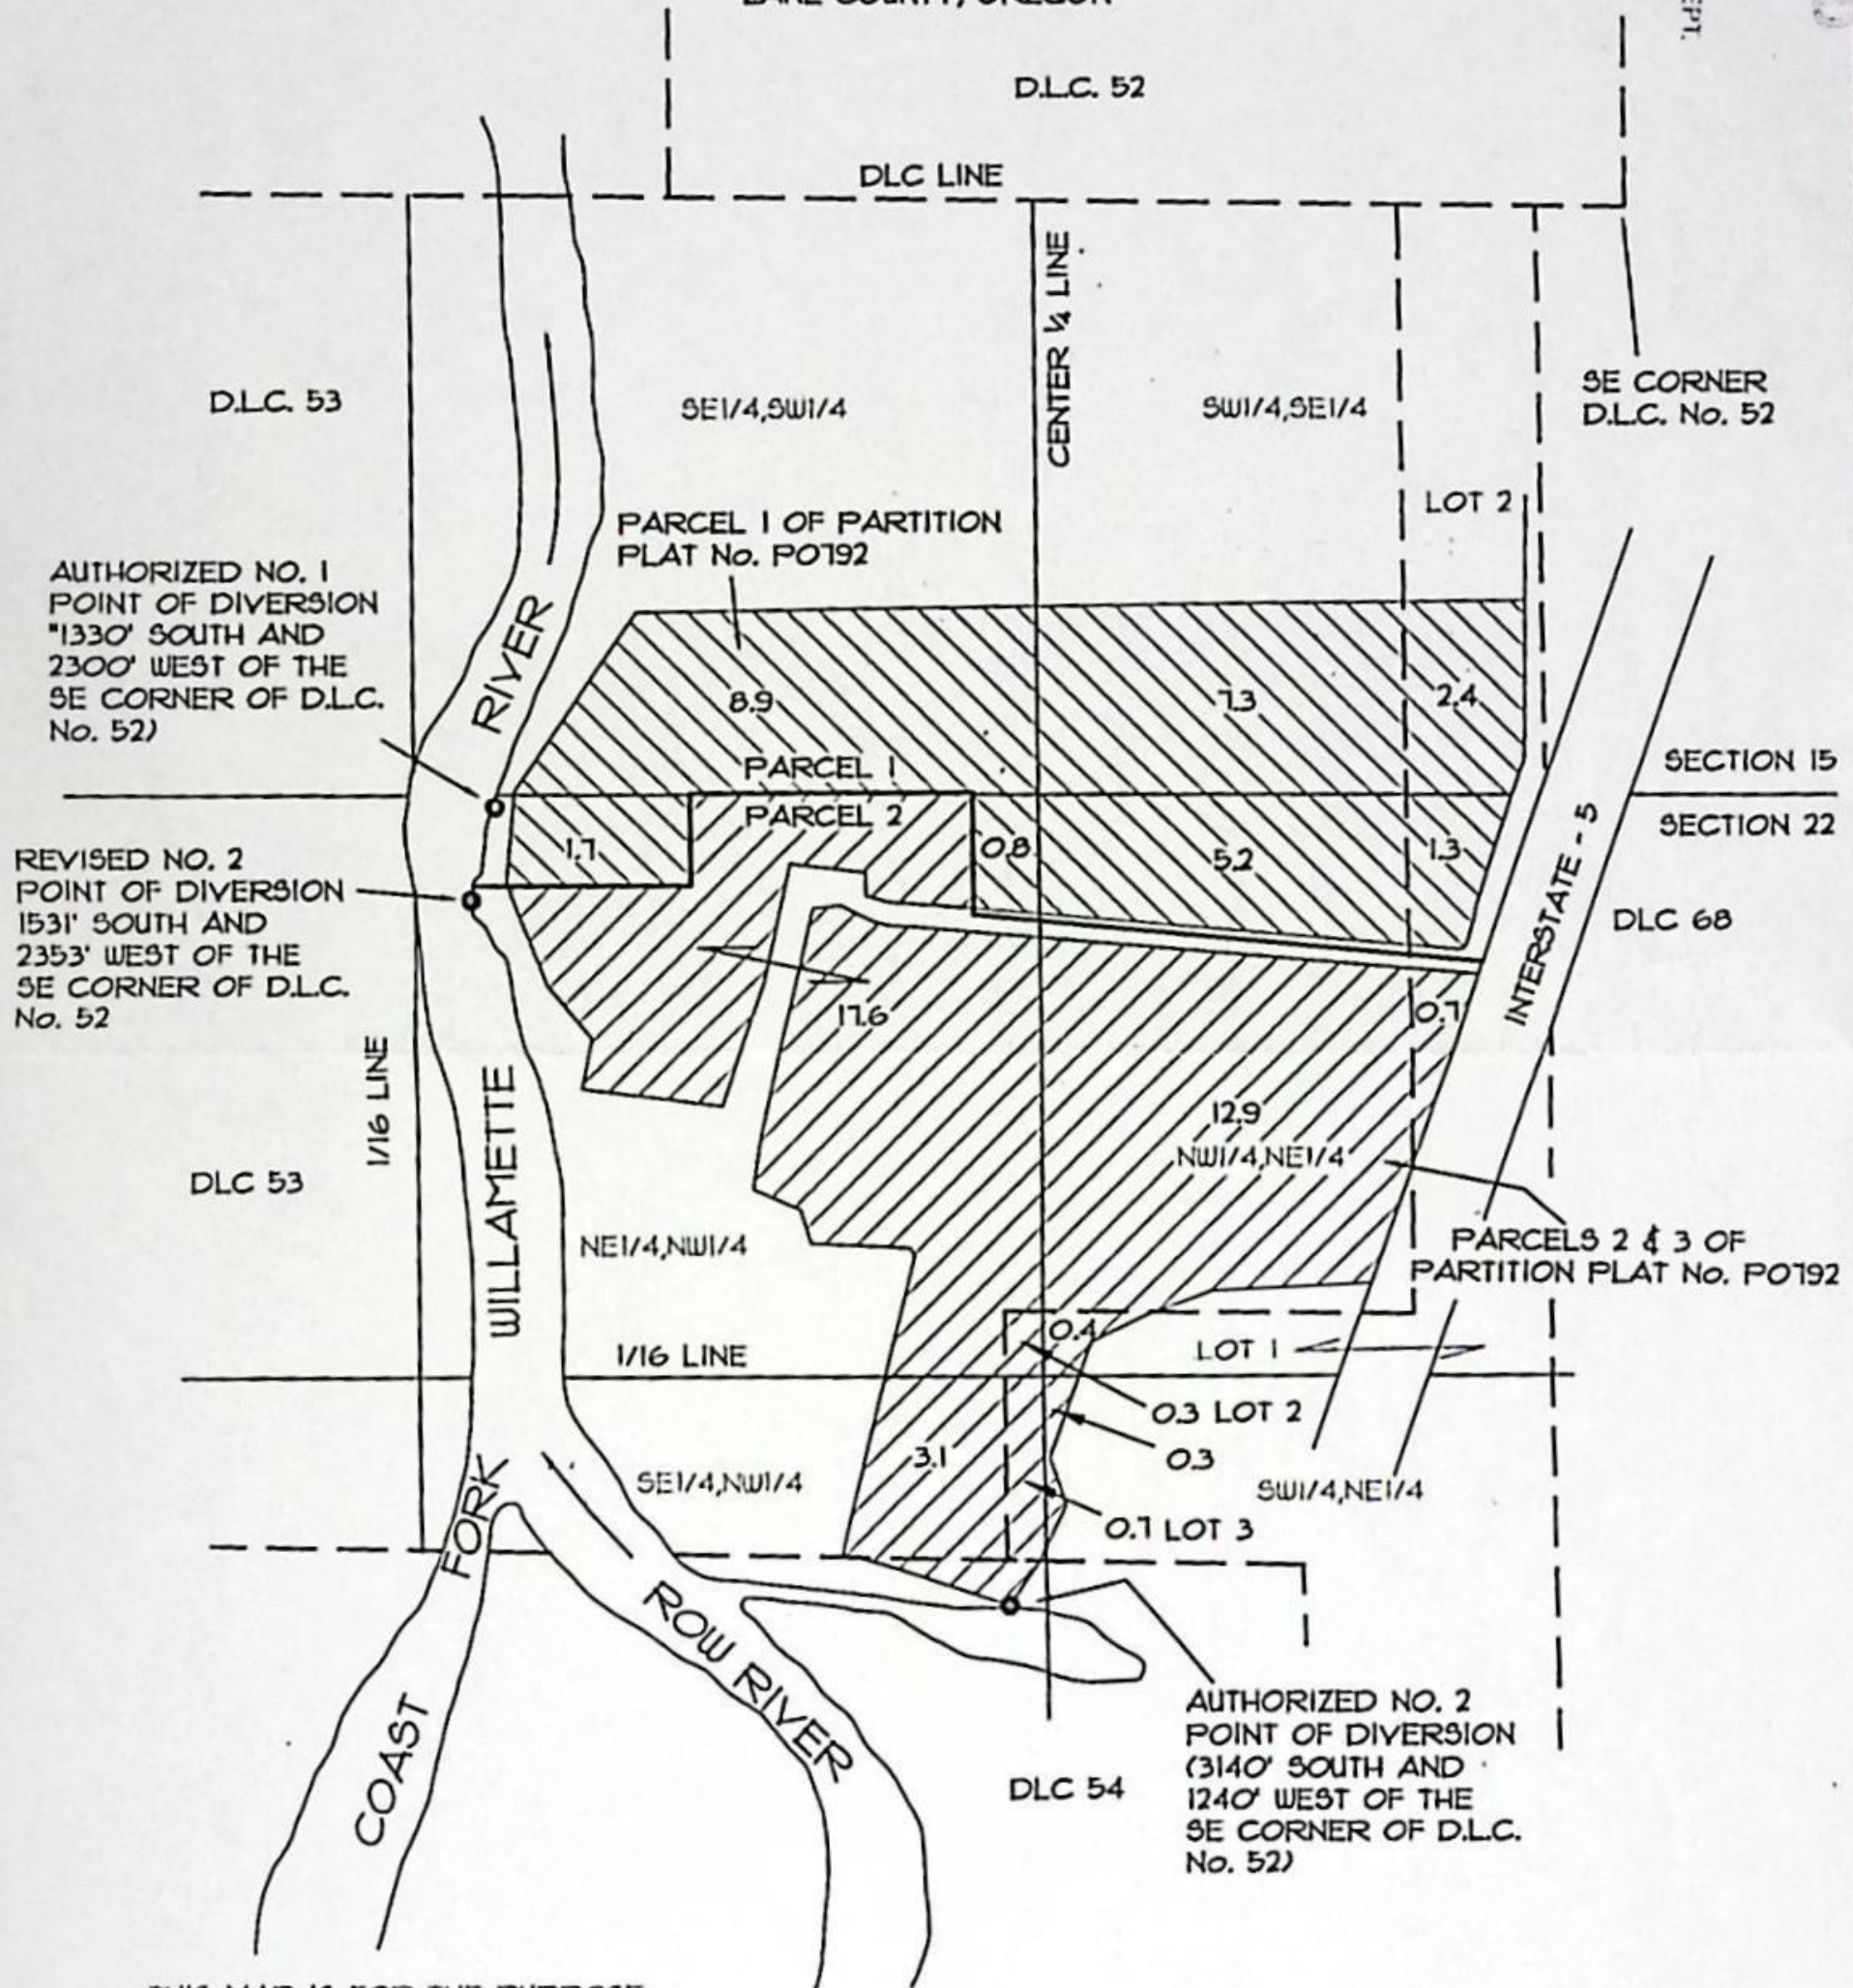 D.L.C. 52
DLC LINE
CENTER 1/4 LINE
D.L.C. 53
SE1/4,SW1/4
SW1/4,SE1/4
SE CORNER
D.L.C. No. 52
LOT 2
PARCEL 1 OF PARTITION
PLAT No. PO792
AUTHORIZED NO. 1
POINT OF DIVERSION
"1330' SOUTH AND
2300' WEST OF THE
SE CORNER OF D.L.C.
No. 52)
RIVER
8.9
7.3
2.4
PARCEL 1
SECTION 15
PARCEL 2
SECTION 22
1.7
0.8
5.2
1.3
INTERSTATE - 5
REVISED NO. 2
POINT OF DIVERSION
1531' SOUTH AND
2353' WEST OF THE
SE CORNER OF D.L.C.
No. 52
DLC 68
17.6
0.7
1/16 LINE
12.9
NW1/4,NE1/4
DLC 53
WILLAMETTE
NE1/4,NW1/4
PARCELS 2 & 3 OF
PARTITION PLAT No. PO792
0.4
1/16 LINE
LOT 1
0.3 LOT 2
0.3
3.1
SE1/4,NW1/4
SW1/4,NE1/4
0.7 LOT 3
FORK
ROW RIVER
COAST
DLC 54
AUTHORIZED NO. 2
POINT OF DIVERSION
(3140' SOUTH AND
1240' WEST OF THE
SE CORNER OF D.L.C.
No. 52)